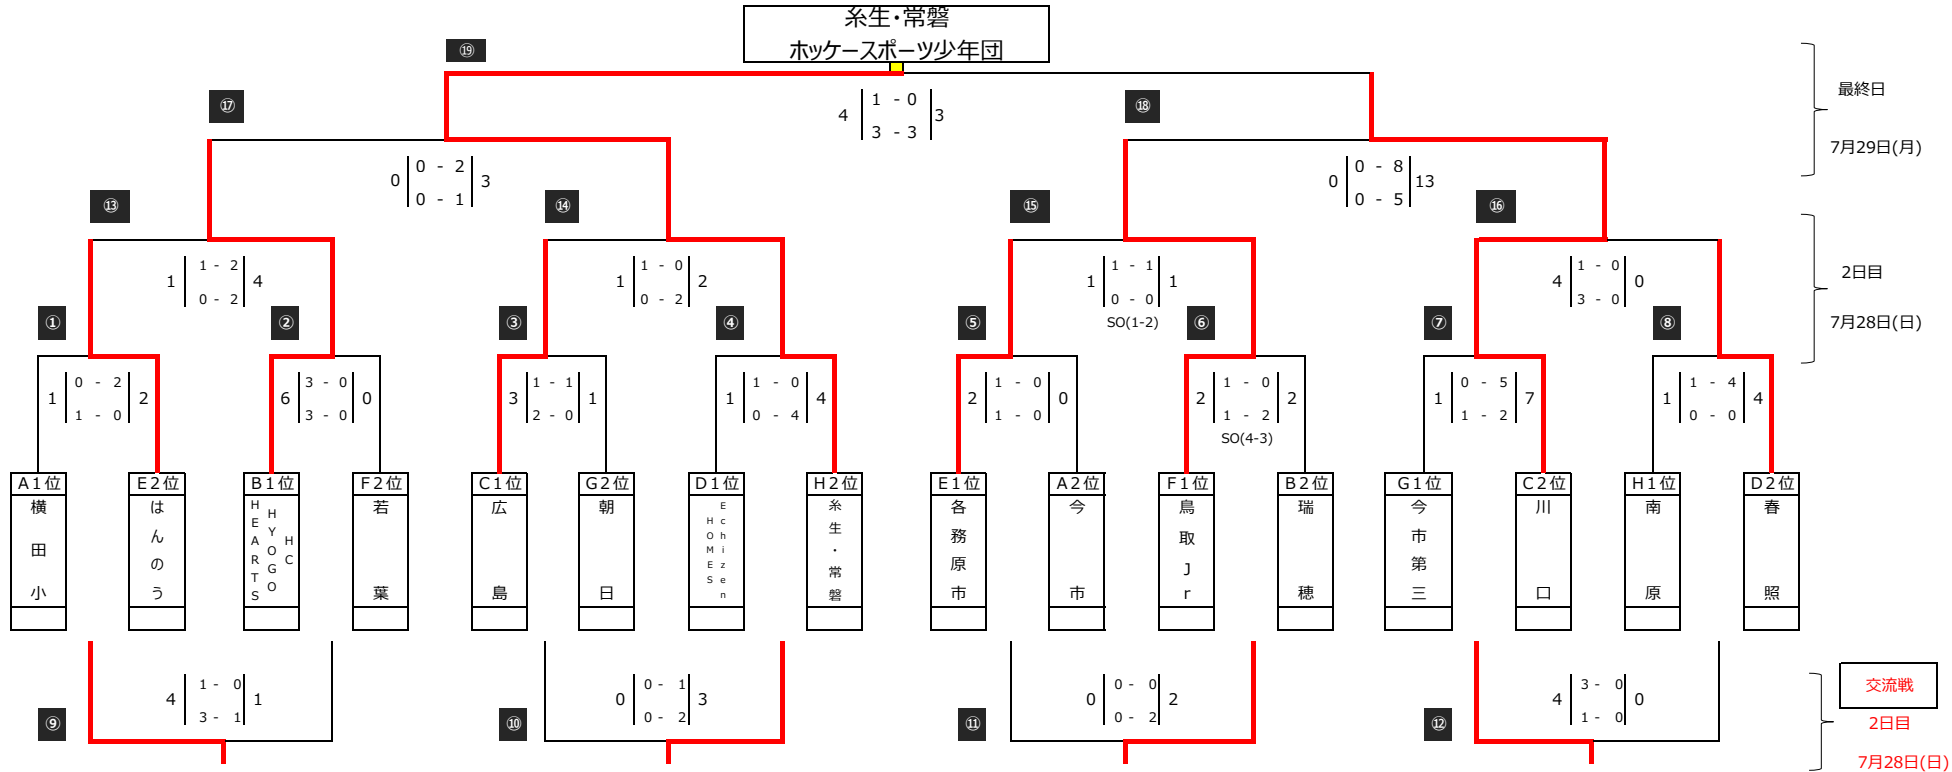 糸生・常磐
ホッケースポーツ少年団
⑲
最終日
7月29日(月)
⑰
4 1 - 0 3
3 - 3
⑱
0 0 - 2 3
0 - 1
0 0 - 8 13
0 - 5
⑬
⑭
⑮
⑯
1 1 - 2 4
0 - 2
1 1 - 0 2
0 - 2
1 1 - 1 1
0 - 0
SO(1-2)
4 1 - 0 0
3 - 0
2日目
7月28日(日)
①
②
③
④
⑤
⑥
⑦
⑧
1 0 - 2 2
1 - 0
6 3 - 0 0
3 - 0
3 1 - 1 1
2 - 0
1 1 - 0 4
0 - 4
2 1 - 0 0
1 - 0
2 1 - 0 2
1 - 2
SO(4-3)
1 0 - 5 7
1 - 2
1 1 - 4 4
0 - 0
A1位
横田小
E2位
はんのう
B1位
HYOGO HC
HEARTS
F2位
若葉
C1位
広島
G2位
朝日
D1位
Echizen
HOMES
H2位
糸生・常磐
E1位
各務原市
A2位
今市
F1位
鳥取Jr
B2位
瑞穂
G1位
今市第三
C2位
川口
H1位
南原
D2位
春照
4 1 - 0 1
3 - 1
0 0 - 1 3
0 - 2
0 0 - 0 2
0 - 2
4 3 - 0 0
1 - 0
⑨
⑩
⑪
⑫
交流戦
2日目
7月28日(日)